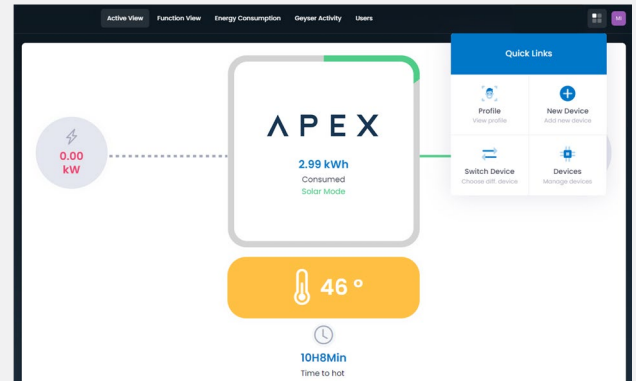 Active View Function View Energy Consumption Geyser Activity Users
MI
Quick Links
Profile
View profile
New Device
Add new device
Switch Device
Choose diff. device
Devices
Manage devices
0.00
kW
APEX
2.99 kWh
Consumed
Solar Mode
46 °
10H8Min
Time to hot